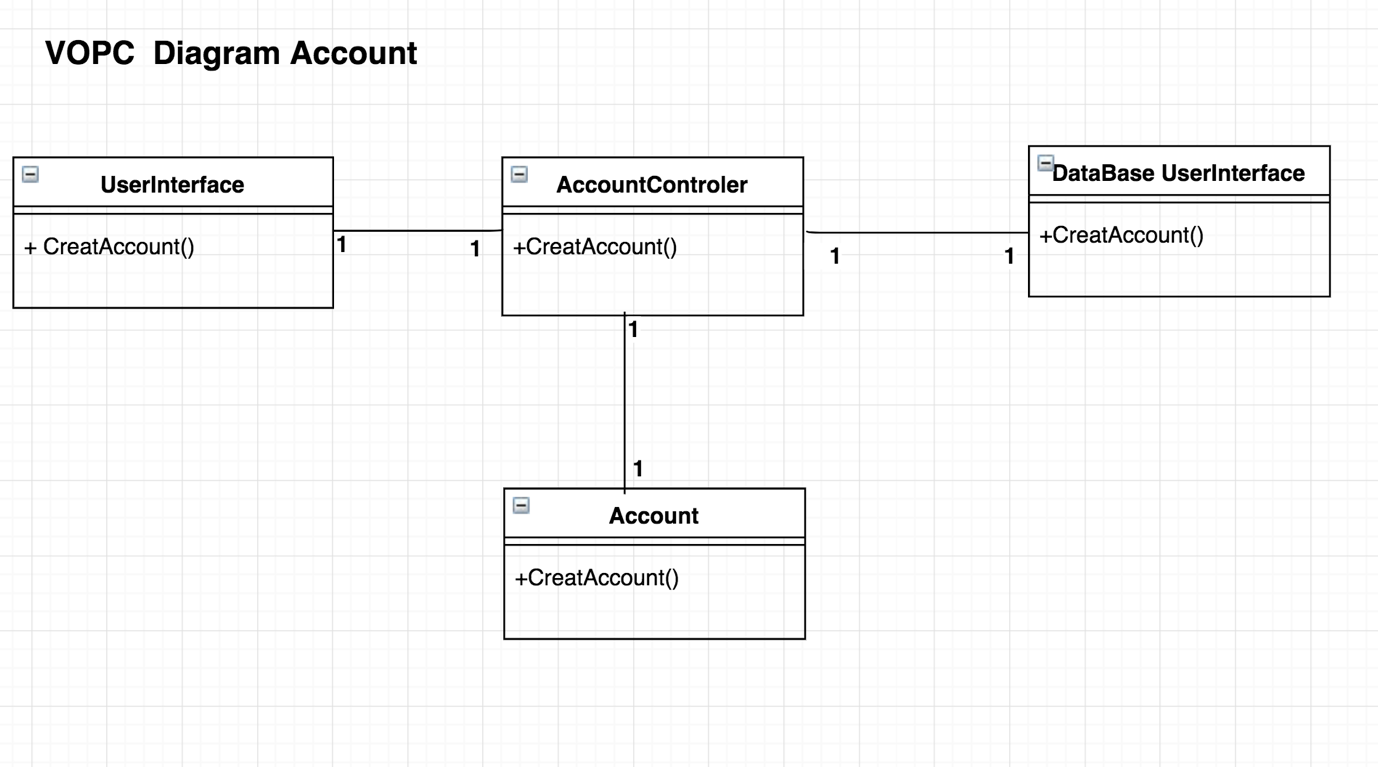 VOPC  Diagram Account
UserInterface
+ CreatAccount()
1
1
AccountControler
+CreatAccount()
1
1
DataBase UserInterface
+CreatAccount()
1
1
Account
+CreatAccount()